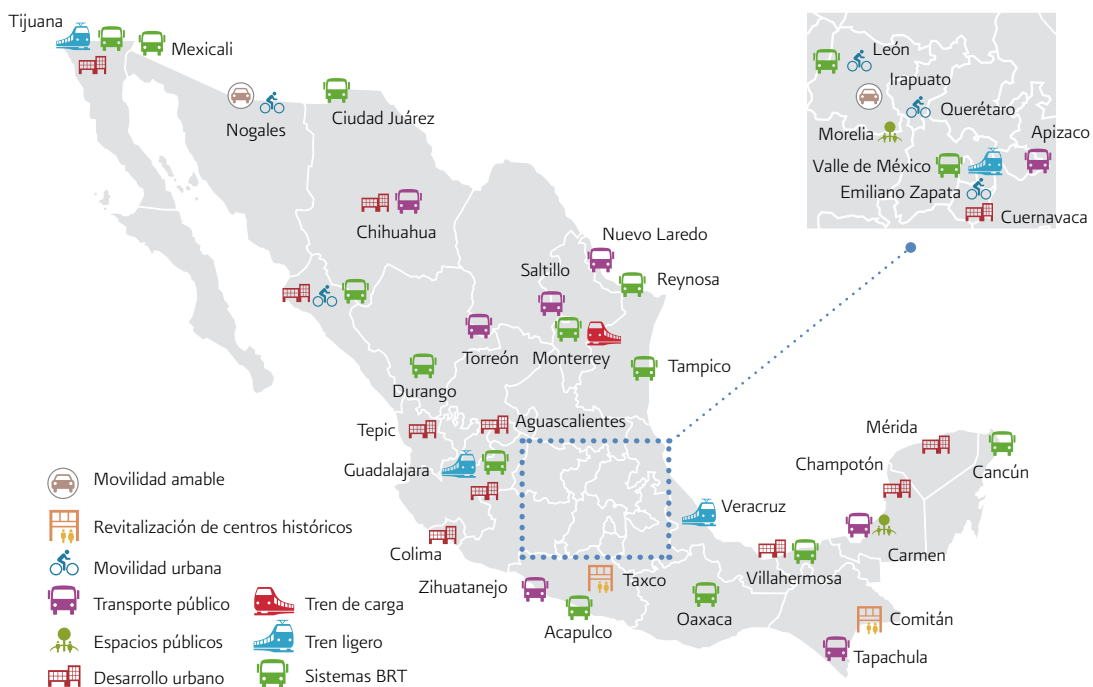 Tijuana
Mexicali
Nogales
Ciudad Juárez
Chihuahua
Nuevo Laredo
Saltillo
Reynosa
Torreón
Monterrey
Tampico
Durango
Tepic
Aguascalientes
Guadalajara
Colima
Zihuatanejo
Taxco
Acapulco
Oaxaca
Veracruz
Villahermosa
Mérida
Champotón
Cancún
Carmen
Comitán
Tapachula
León
Irapuato
Querétaro
Morelia
Apizaco
Valle de México
Emiliano Zapata
Cuernavaca
Movilidad amable
Revitalización de centros históricos
Movilidad urbana
Transporte público
Espacios públicos
Desarrollo urbano
Tren de carga
Tren ligero
Sistemas BRT